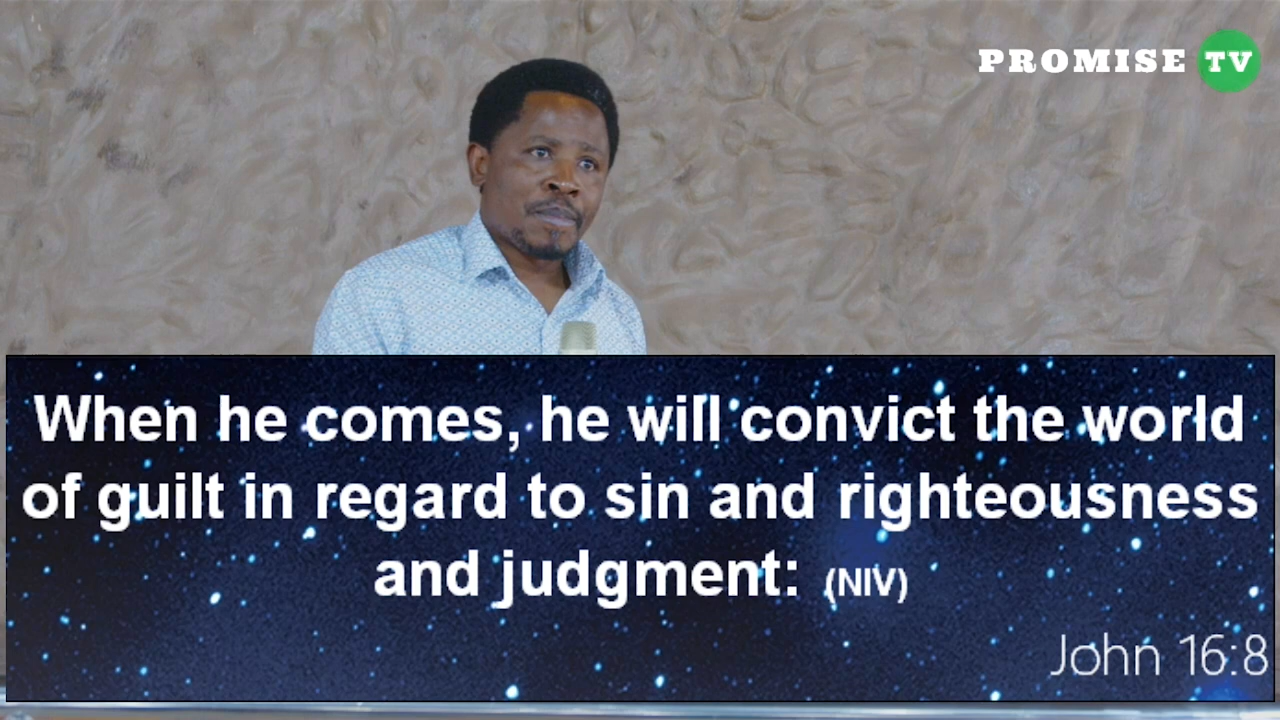 PROMISE TV
When he comes, he will convict the world
of guilt in regard to sin and righteousness
and judgment: (NIV)
John 16:8